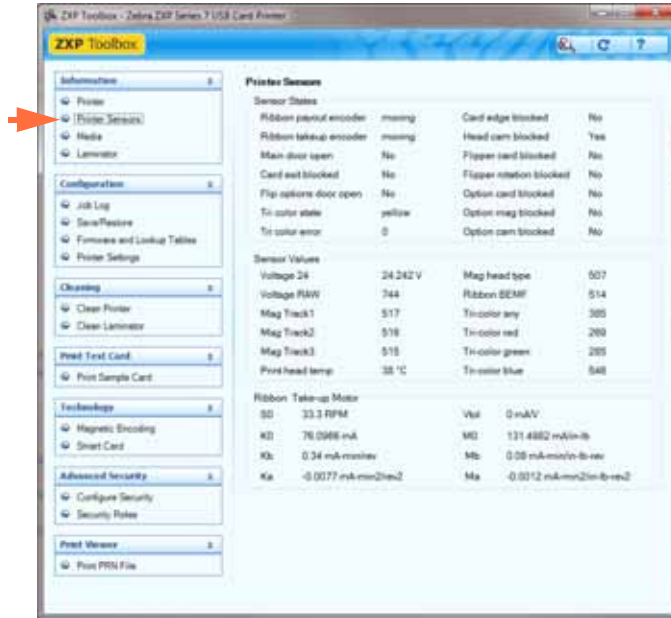 ZXP Toolbox - Zebra ZXP Series 7 USB Card Printer
ZXP Toolbox
Information
Printer
Printer Sensors
Media
Laminator
Configuration
Job Log
Save/Restore
Firmware and Lookup Tables
Printer Settings
Cleaning
Clean Printer
Clean Laminator
Print Test Card
Print Sample Card
Technology
Magnetic Encoding
Smart Card
Advanced Security
Configure Security
Security Roles
Print Viewer
Print PRN File
Printer Sensors
Sensor States
Ribbon payout encoder moving Card edge blocked No
Ribbon takeup encoder moving Head cam blocked Yes
Main door open No Flipper card blocked No
Card exit blocked No Flipper rotation blocked No
Flip options door open No Option card blocked No
Tri color state yellow Option mag blocked No
Tri color error 0 Option cam blocked No
Sensor Values
Voltage 24 24.242 V Mag head type 507
Voltage RAW 744 Ribbon BEMF 514
Mag Track1 517 Tri-color any 385
Mag Track2 516 Tri-color red 269
Mag Track3 515 Tri-color green 285
Print head temp 38 °C Tri-color blue 648
Ribbon Take-up Motor
S0 33.3 RPM Vtol 0 mA/V
K0 76.0966 mA M0 131.4982 mA/in-lb
Kb 0.34 mA-min/rev Mb 0.08 mA-min/in-lb-rev
Ka -0.0077 mA-min2/rev2 Ma -0.0012 mA-min2/in-lb-rev2